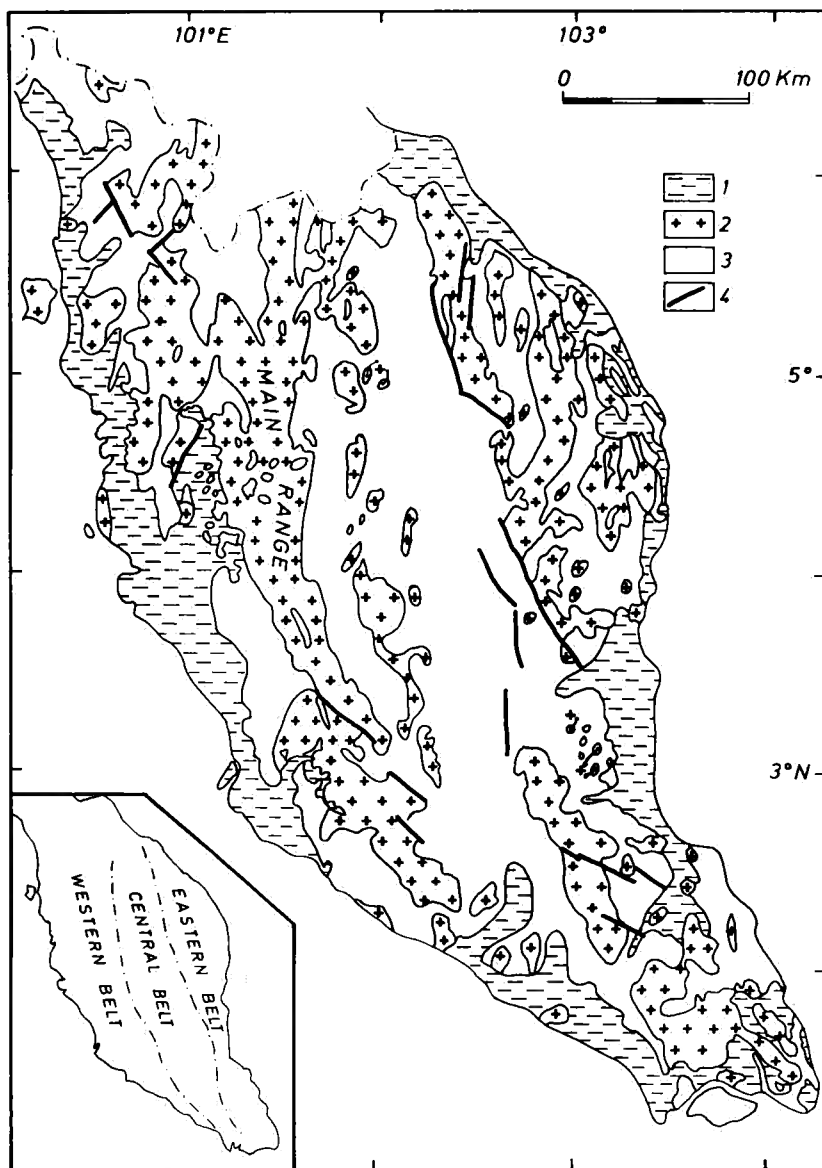 101°E
103°
0 100 Km
1
2
3
4
MAIN RANGE
5°
3°N
WESTERN BELT
CENTRAL BELT
EASTERN BELT